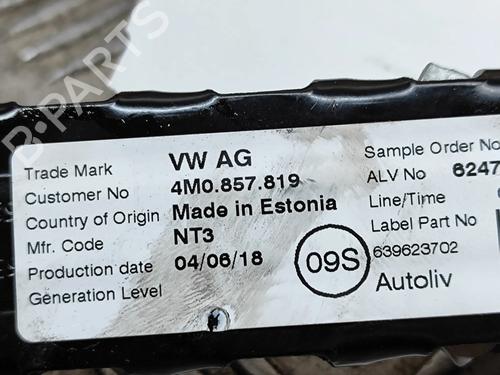 B-PARTS
Trade Mark VW AG
Customer No 4M0.857.819
Country of Origin Made in Estonia
Mfr. Code NT3
Production date 04/06/18
Generation Level
09S
Sample Order No
ALV No 6247
Line/Time
Label Part No
639623702
Autoliv